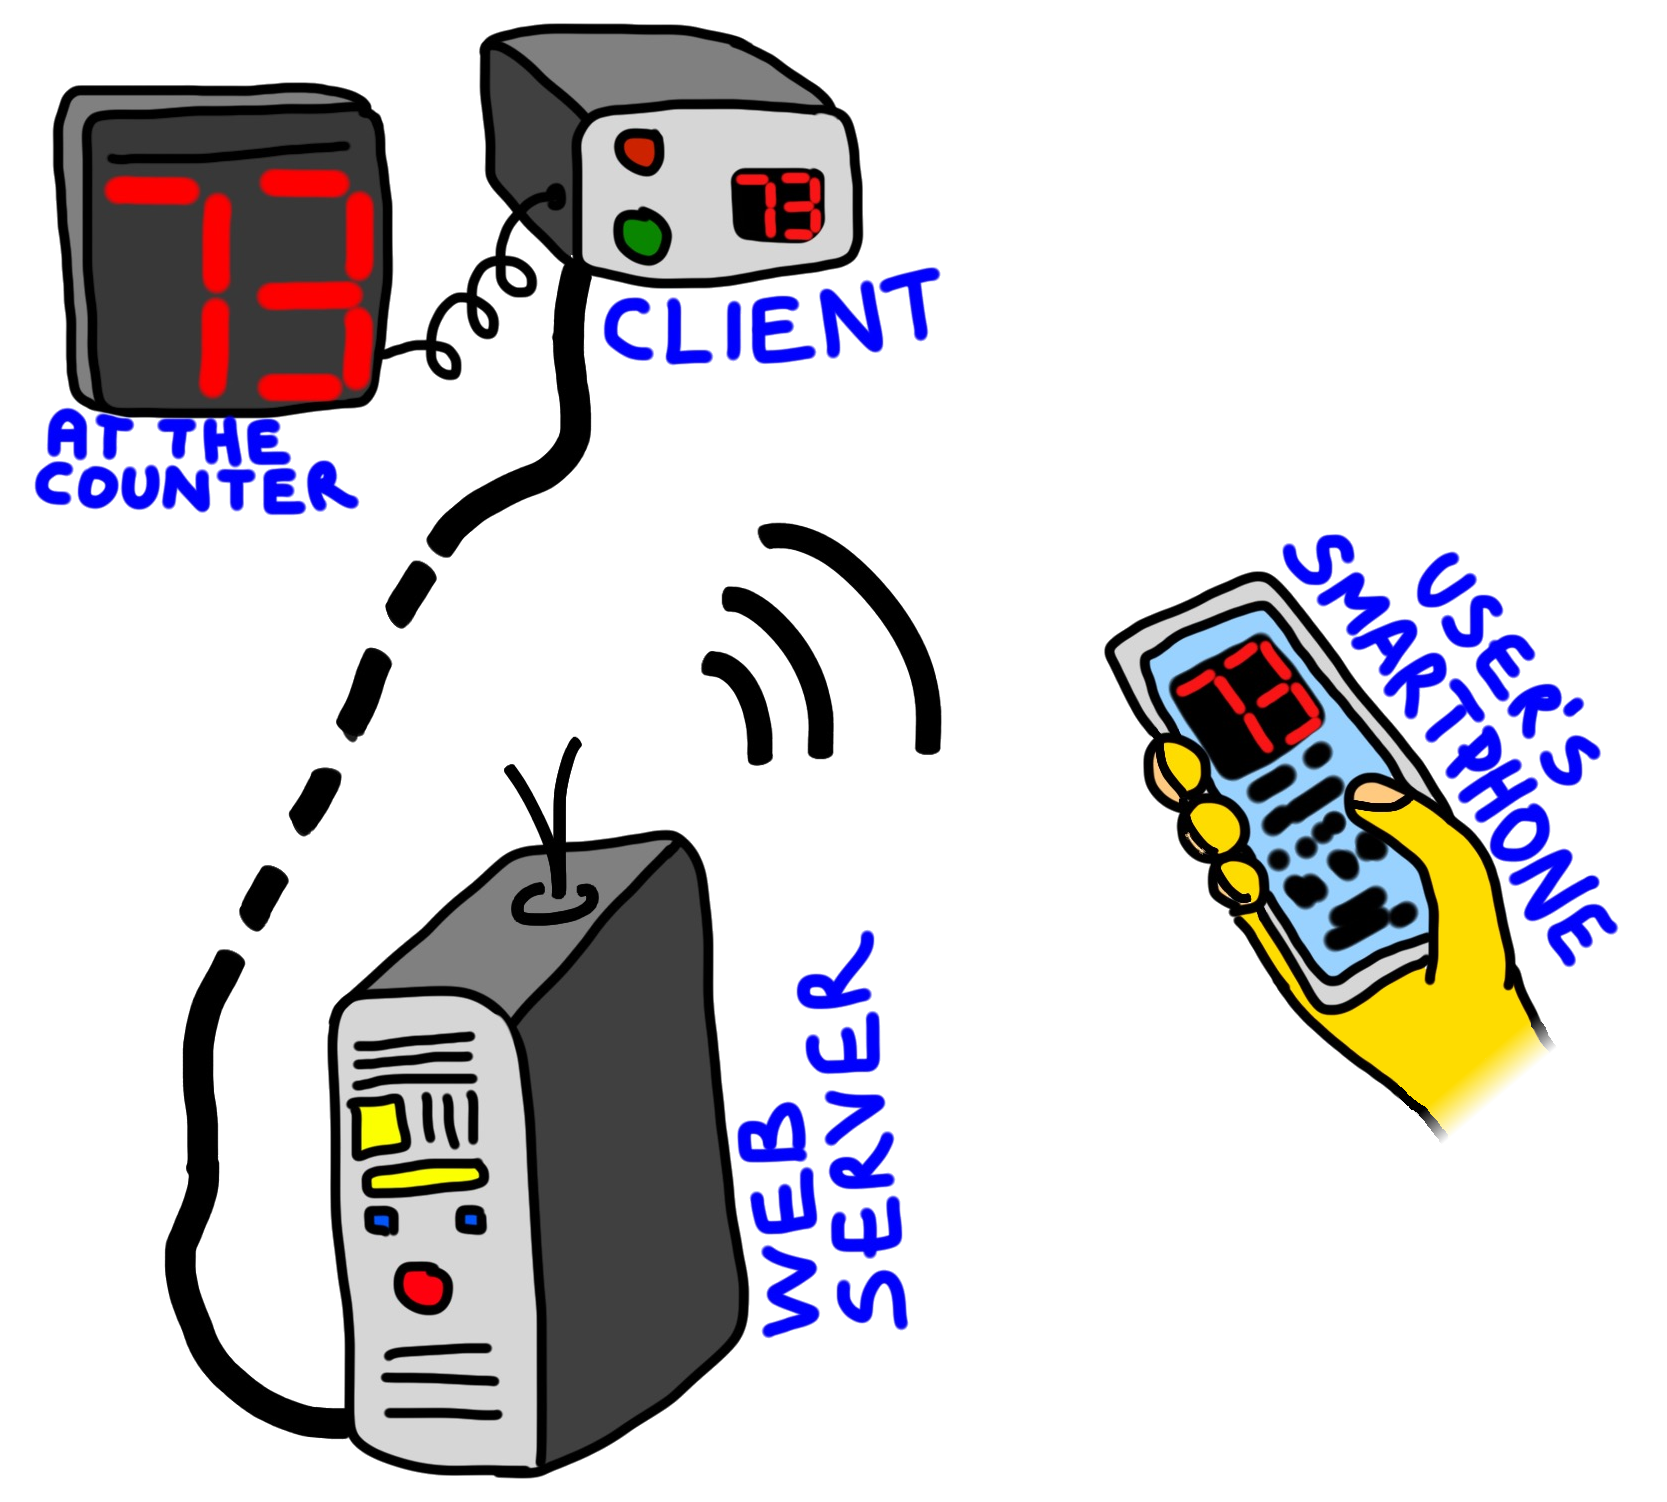 73
73
CLIENT
AT THE
COUNTER
USER'S
SMARTPHONE
73
WEB
SERVER